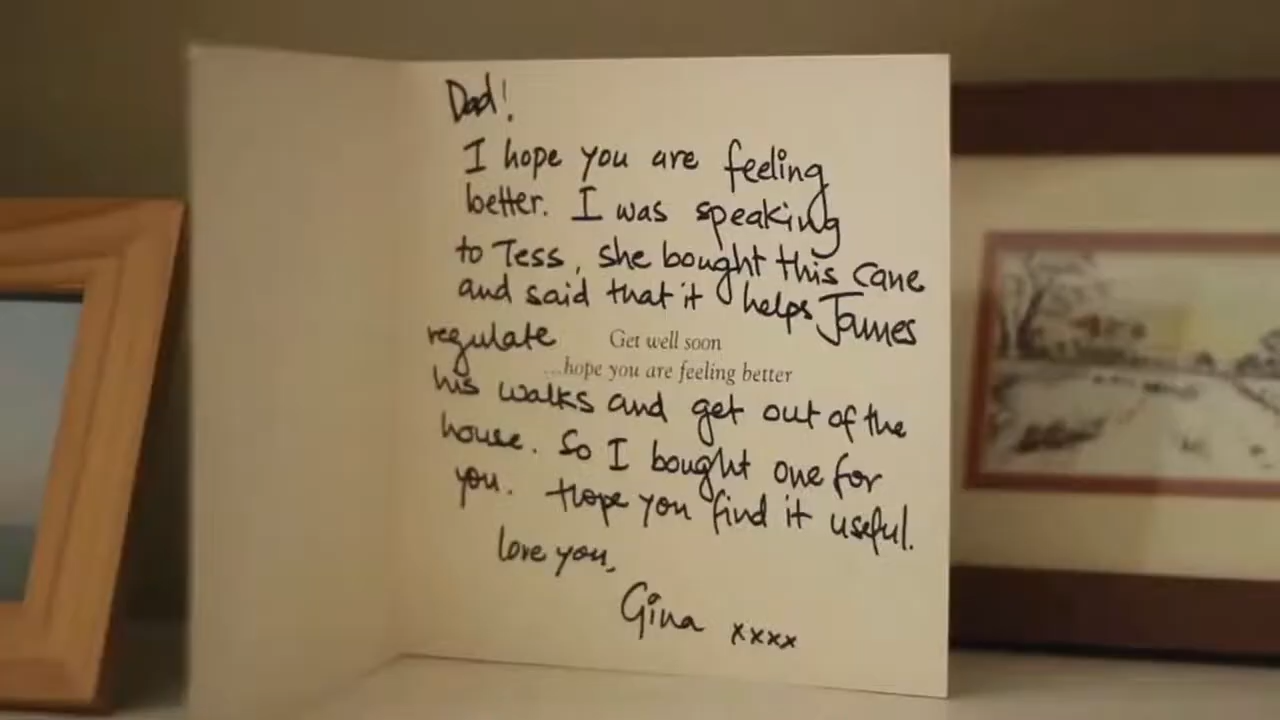 Dad!
I hope you are feeling
better. I was speaking
to Tess, she bought this cane
and said that it helps James
regulate
Get well soon
...hope you are feeling better
his walks and get out of the
house. So I bought one for
you. Hope you find it useful.
love you,
Gina xxxx